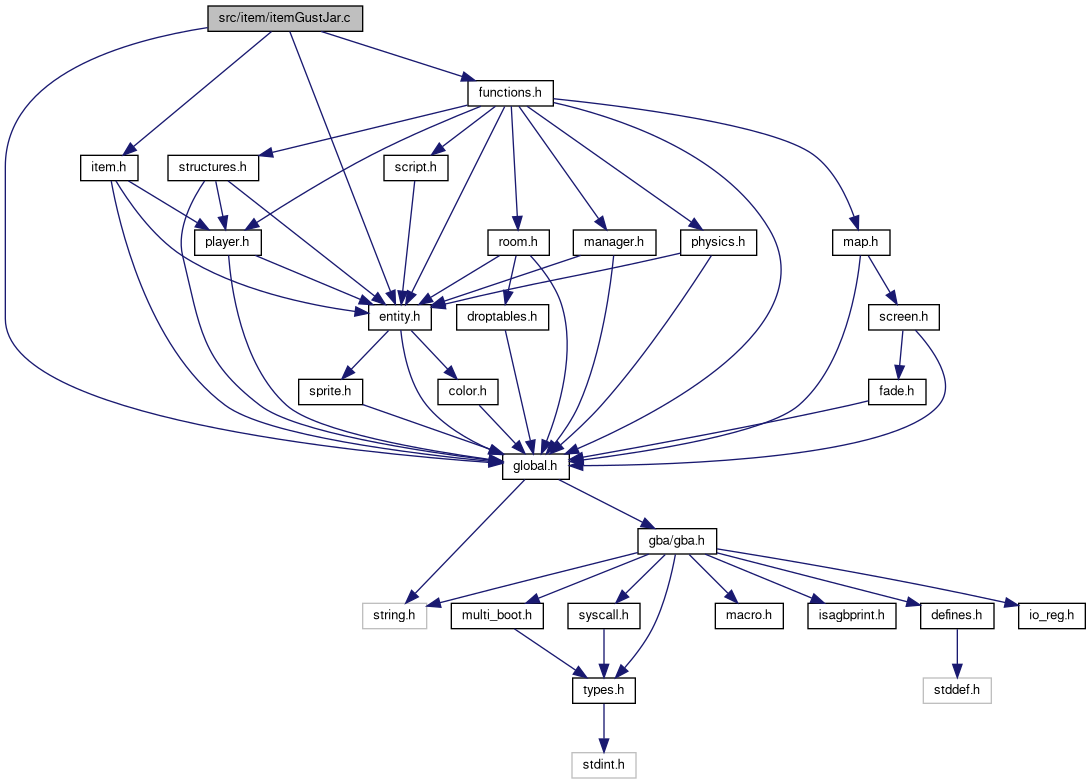 src/item/itemGustJar.c
functions.h
item.h
structures.h
script.h
player.h
room.h
manager.h
physics.h
map.h
entity.h
droptables.h
screen.h
sprite.h
color.h
fade.h
global.h
gba/gba.h
string.h
multi_boot.h
syscall.h
macro.h
isagbprint.h
defines.h
io_reg.h
types.h
stddef.h
stdint.h